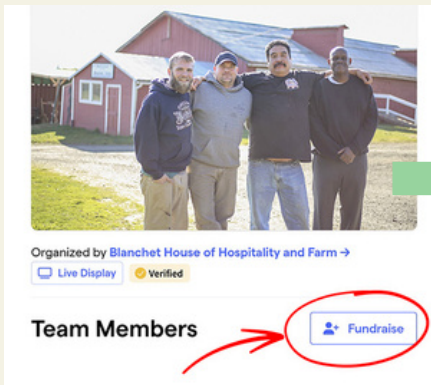 Organized by Blanchet House of Hospitality and Farm →
Live Display Verified
Team Members Fundraise